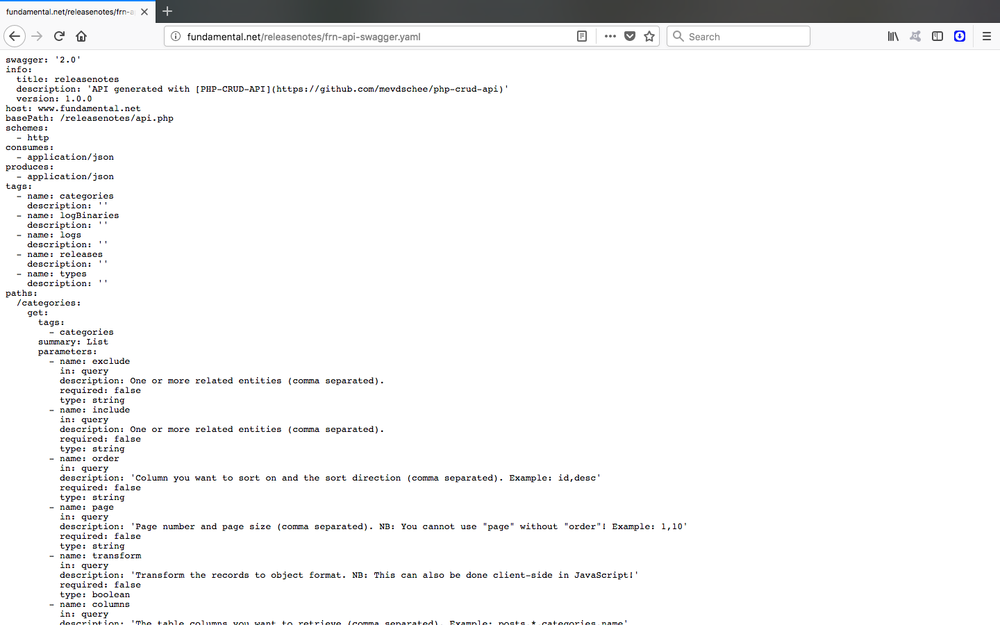 fundamental.net/releasenotes/frn-a
fundamental.net/releasenotes/frn-api-swagger.yaml
Search
swagger: '2.0'
info:
  title: releasenotes
  description: 'API generated with [PHP-CRUD-API](https://github.com/mevdschee/php-crud-api)'
  version: 1.0.0
host: www.fundamental.net
basePath: /releasenotes/api.php
schemes:
  - http
consumes:
  - application/json
produces:
  - application/json
tags:
  - name: categories
    description: ''
  - name: logBinaries
    description: ''
  - name: logs
    description: ''
  - name: releases
    description: ''
  - name: types
    description: ''
paths:
  /categories:
    get:
      tags:
        - categories
      summary: List
      parameters:
        - name: exclude
          in: query
          description: One or more related entities (comma separated).
          required: false
          type: string
        - name: include
          in: query
          description: One or more related entities (comma separated).
          required: false
          type: string
        - name: order
          in: query
          description: 'Column you want to sort on and the sort direction (comma separated). Example: id,desc'
          required: false
          type: string
        - name: page
          in: query
          description: 'Page number and page size (comma separated). NB: You cannot use "page" without "order"! Example: 1,10'
          required: false
          type: string
        - name: transform
          in: query
          description: 'Transform the records to object format. NB: This can also be done client-side in JavaScript!'
          required: false
          type: boolean
        - name: columns
          in: query
          description: 'The table columns you want to retrieve (comma separated). Example: posts.*,categories.name'